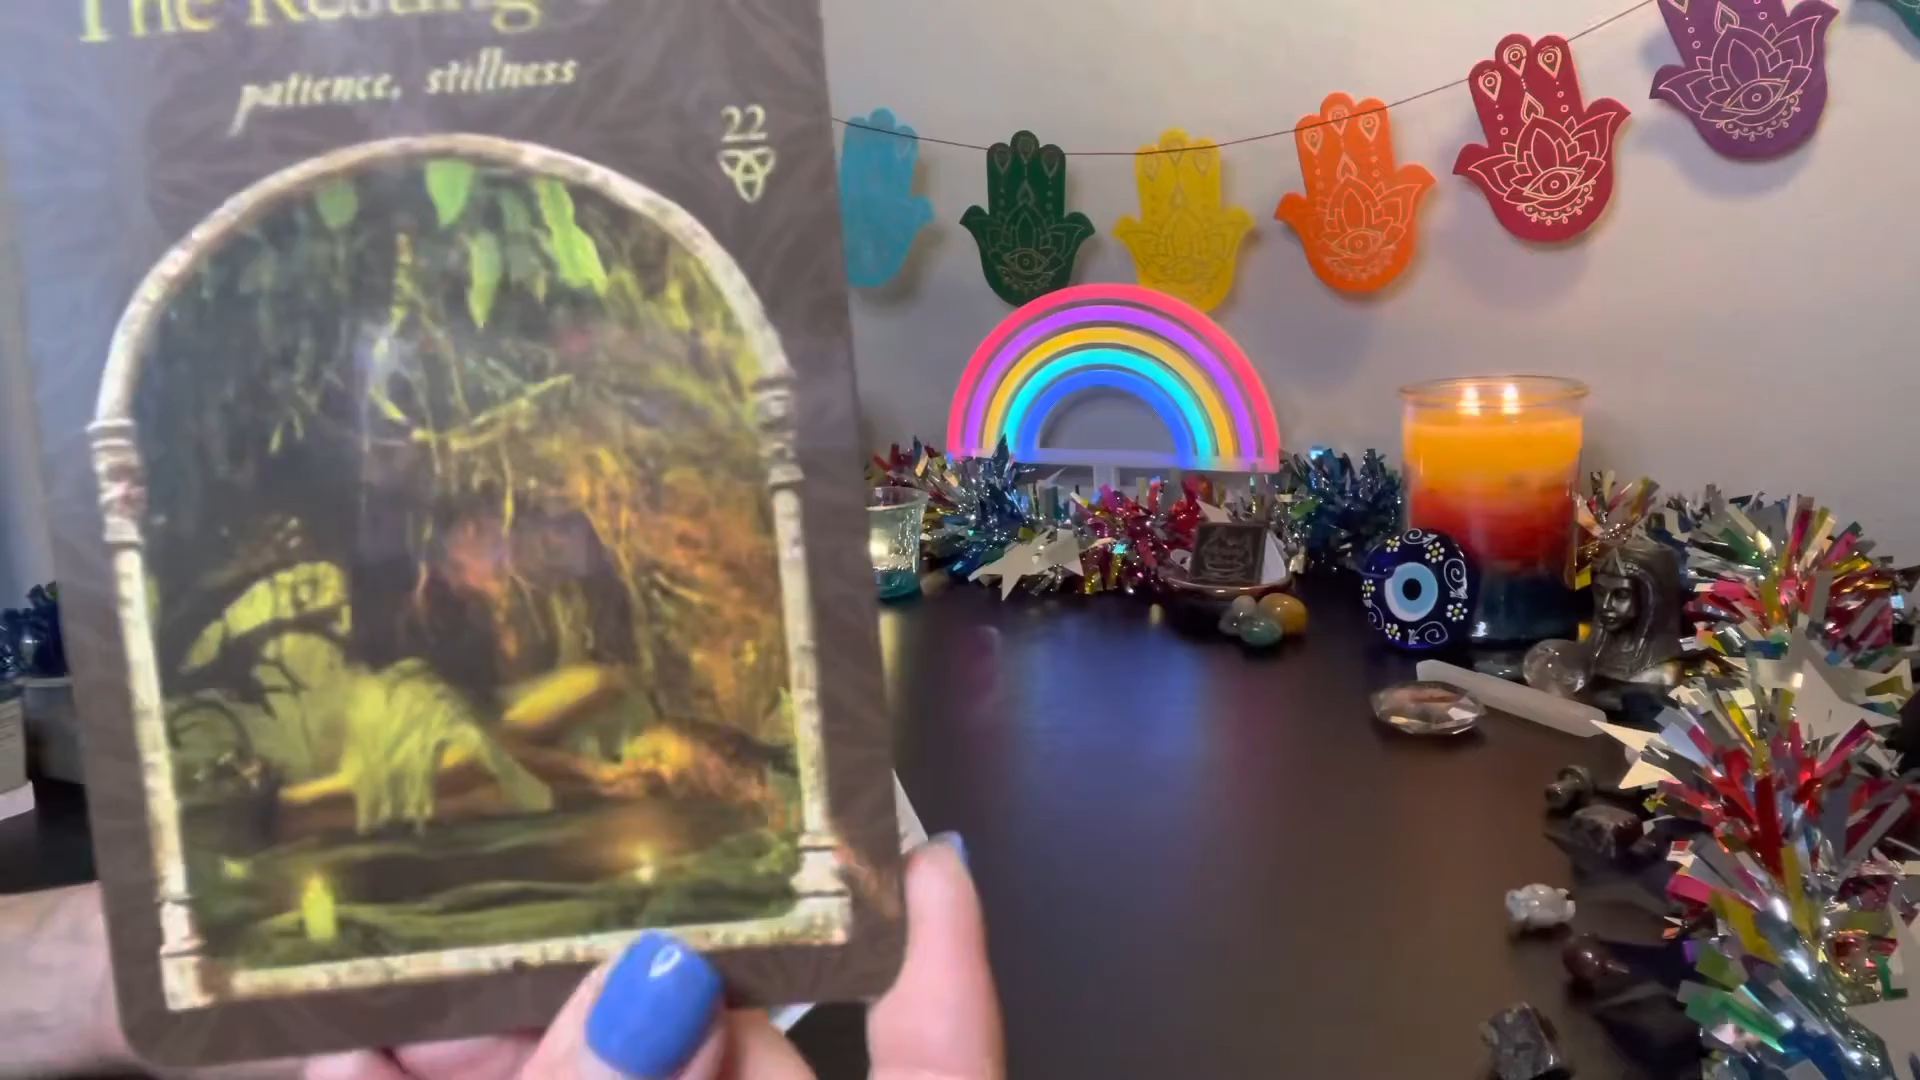 The Resting
patience, stillness
22